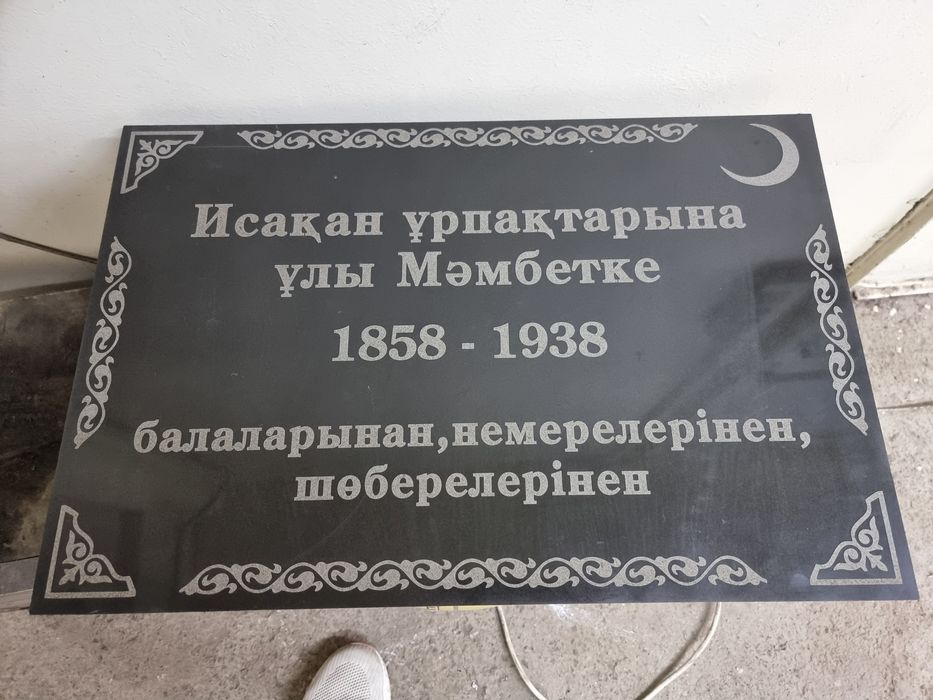 Исақан ұрпақтарына
ұлы Мәмбетке
1858 - 1938
балаларынан,немерелерінен,
шөберелерінен